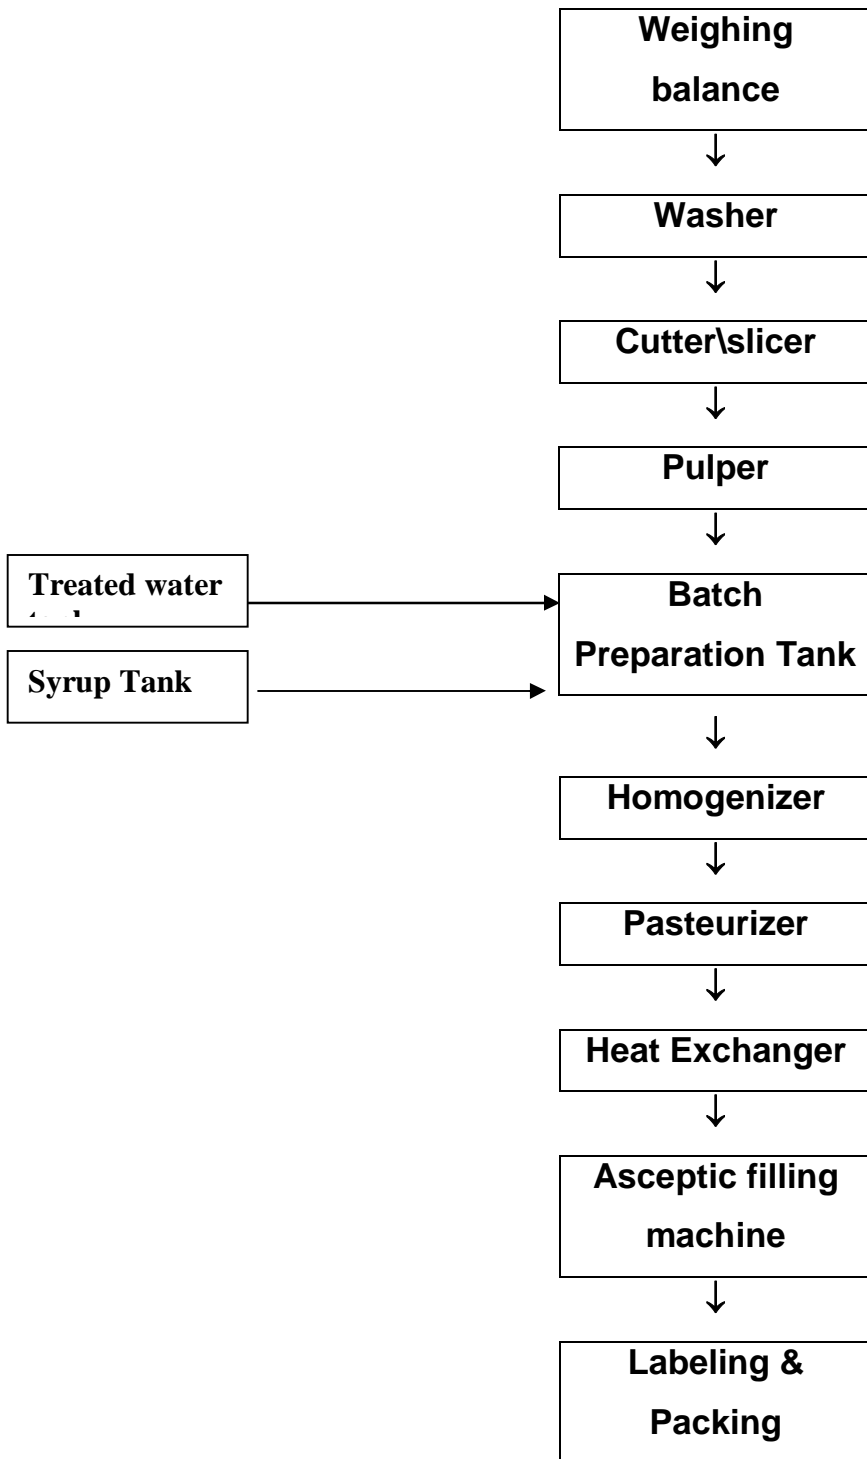 Weighing
balance
Washer
Cutter\slicer
Pulper
Treated water
Batch
Preparation Tank
Syrup Tank
Homogenizer
Pasteurizer
Heat Exchanger
Asceptic filling
machine
Labeling &
Packing